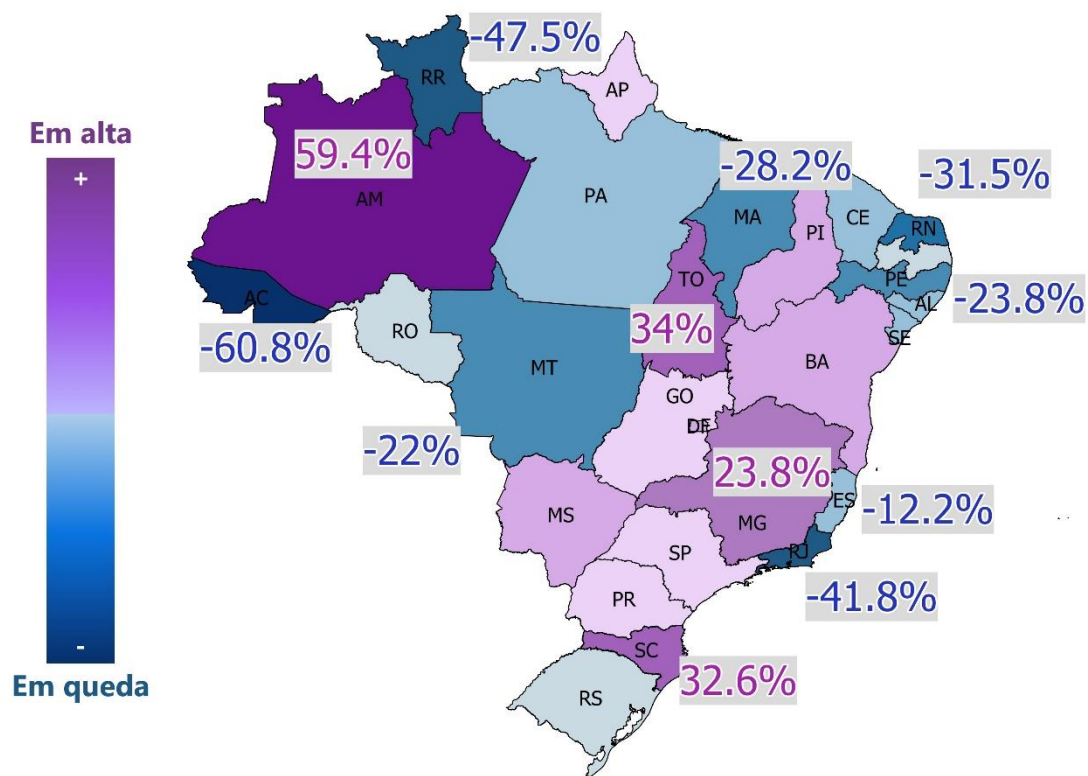 -47.5%
RR
AP
Em alta
+
59.4%
AM
PA
-28.2%
-31.5%
MA
CE
RN
PI
TO
PE
AC
AL
-23.8%
RO
34%
SE
-60.8%
MT
BA
GO
DF
-22%
23.8%
MS
MG
ES
-12.2%
SP
RJ
PR
-41.8%
-
SC
Em queda
32.6%
RS